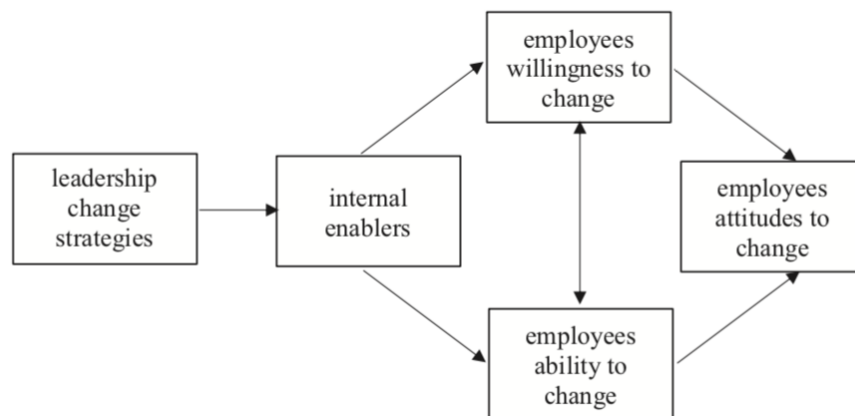 leadership
change
strategies
internal
enablers
employees
willingness to
change
employees
ability to
change
employees
attitudes to
change